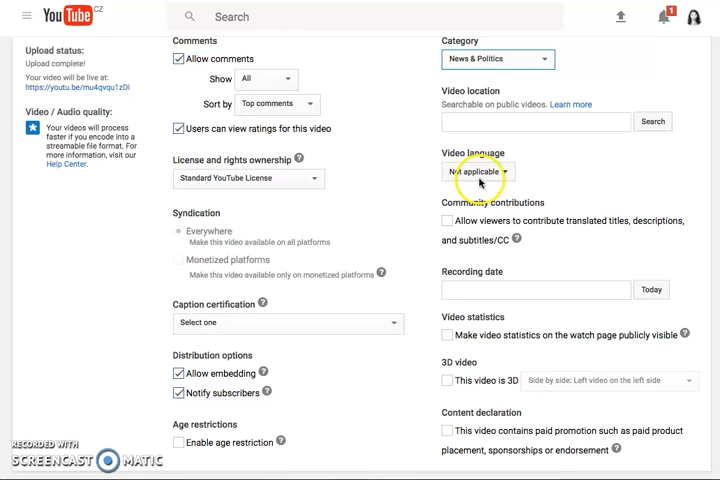 YouTube CZ
Search
1
Upload status:
Upload complete!
Your video will be live at:
https://youtu.be/mu4qvqu1zDI
Video / Audio quality:
Your videos will process
faster if you encode into a
streamable file format. For
more information, visit our
Help Center.
Comments
Allow comments
Show All
Sort by Top comments
Users can view ratings for this video
License and rights ownership ?
Standard YouTube License
Syndication
Everywhere
Make this video available on all platforms
Monetized platforms
Make this video available only on monetized platforms ?
Caption certification ?
Select one
Distribution options
Allow embedding ?
Notify subscribers ?
Age restrictions
Enable age restriction ?
Category
News & Politics
Video location
Searchable on public videos. Learn more
Search
Video language
Not applicable
Community contributions
Allow viewers to contribute translated titles, descriptions,
and subtitles/CC ?
Recording date
Today
Video statistics
Make video statistics on the watch page publicly visible ?
3D video
This video is 3D Side by side: Left video on the left side
Content declaration
This video contains paid promotion such as paid product
placement, sponsorships or endorsement ?
RECORDED WITH
SCREENCAST MATIC